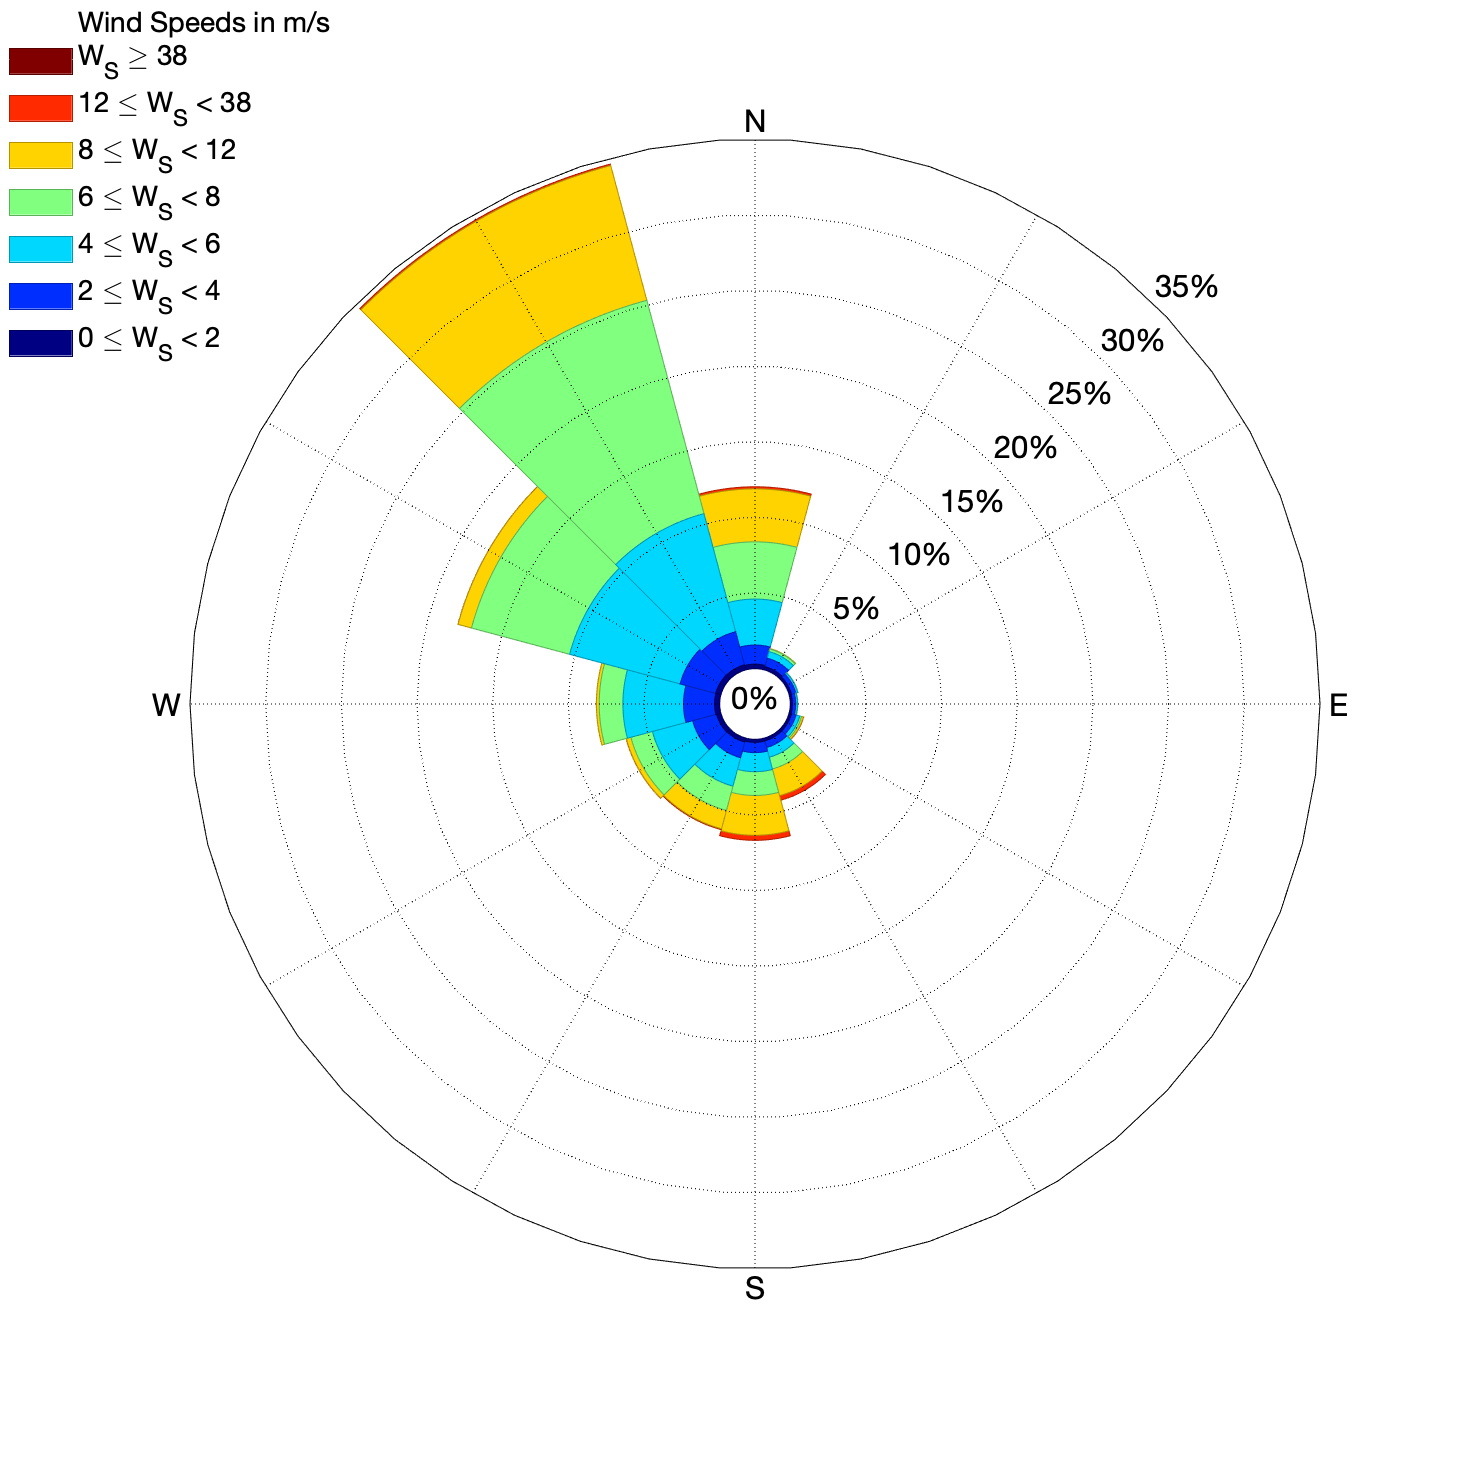 Wind Speeds in m/s
W_S ≥ 38
12 ≤ W_S < 38
8 ≤ W_S < 12
6 ≤ W_S < 8
4 ≤ W_S < 6
2 ≤ W_S < 4
0 ≤ W_S < 2
N
35%
30%
25%
20%
15%
10%
5%
0%
W
E
S